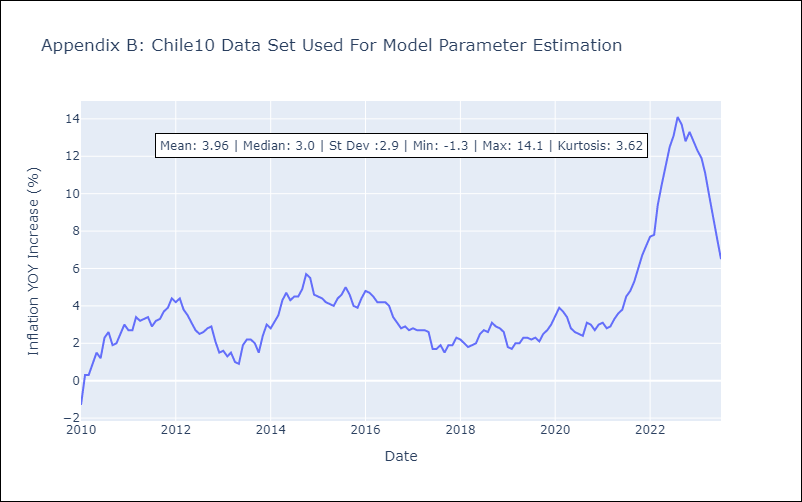 Appendix B: Chile10 Data Set Used For Model Parameter Estimation
Mean: 3.96 | Median: 3.0 | St Dev :2.9 | Min: -1.3 | Max: 14.1 | Kurtosis: 3.62
Inflation YOY Increase (%)
14
12
10
8
6
4
2
0
−2
2010 2012 2014 2016 2018 2020 2022
Date